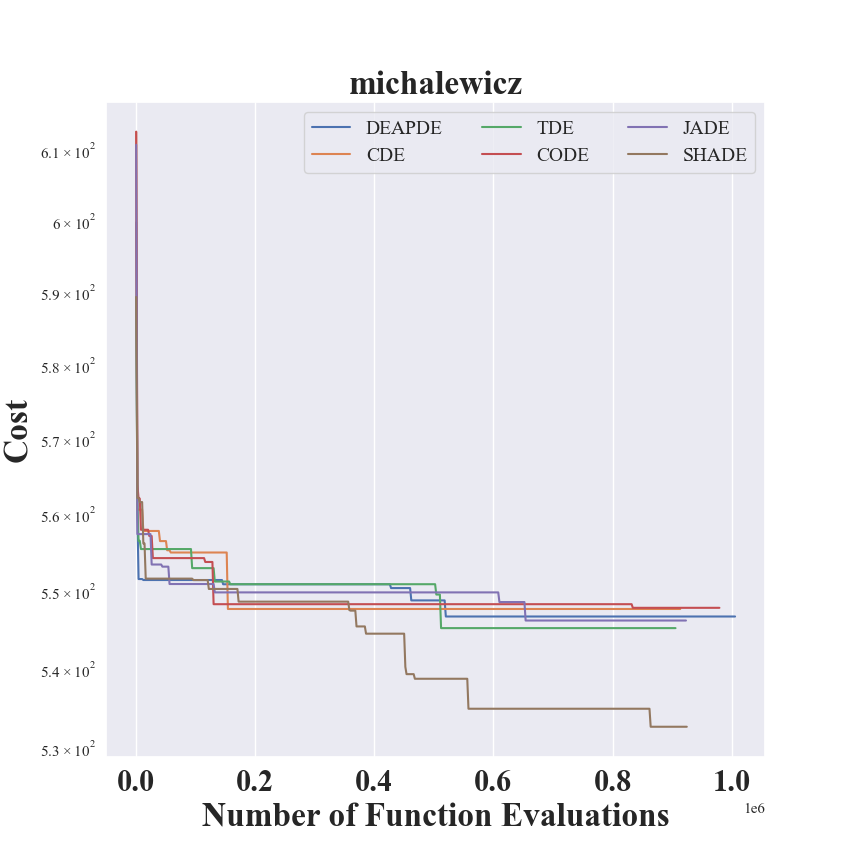 michalewicz
DEAPDE TDE JADE
CDE CODE SHADE
6.1 × 10²
6 × 10²
5.9 × 10²
5.8 × 10²
5.7 × 10²
5.6 × 10²
5.5 × 10²
5.4 × 10²
5.3 × 10²
Cost
0.0 0.2 0.4 0.6 0.8 1.0
1e6
Number of Function Evaluations